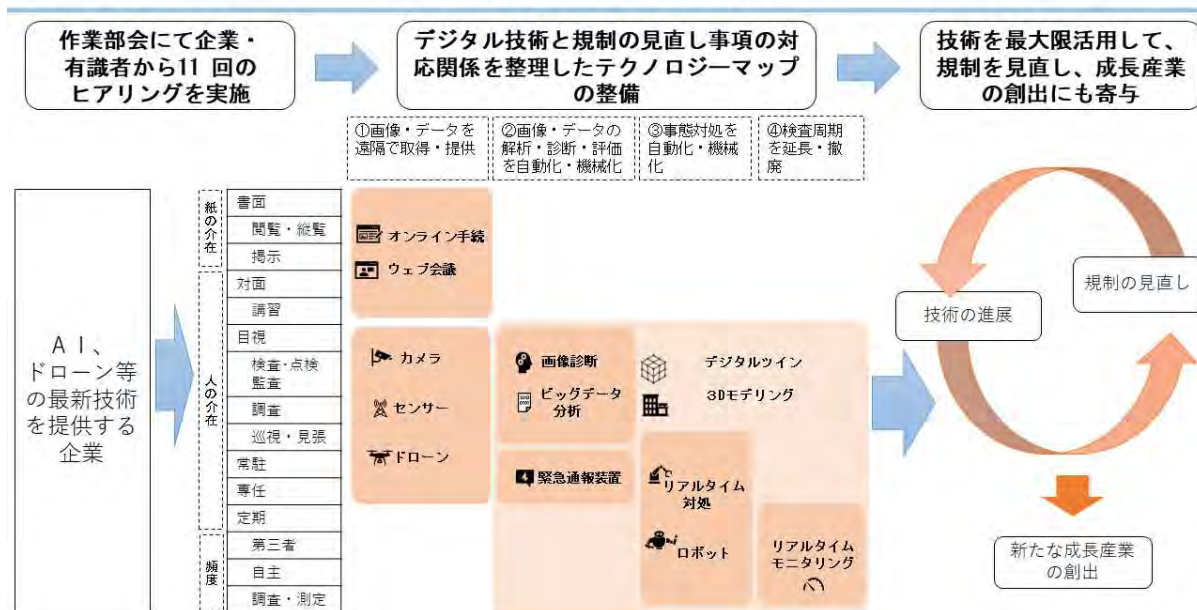 作業部会にて企業・
有識者から11 回の
ヒアリングを実施
デジタル技術と規制の見直し事項の対
応関係を整理したテクノロジーマップ
の整備
技術を最大限活用して、
規制を見直し、成長産業
の創出にも寄与
①画像・データを
遠隔で取得・提供
②画像・データの
解析・診断・評価
を自動化・機械化
③事態対処を
自動化・機械
化
④検査周期
を延長・撤
廃
ＡＩ、
ドローン等
の最新技術
を提供する
企業
紙の介在
人の介在
頻度
書面
閲覧・縦覧
掲示
対面
講習
目視
検査・点検
監査
調査
巡視・見張
常駐
専任
定期
第三者
自主
調査・測定
オンライン手続
ウェブ会議
カメラ
センサー
ドローン
画像診断
ビッグデータ
分析
緊急通報装置
デジタルツイン
3Dモデリング
リアルタイム
対処
ロボット
リアルタイム
モニタリング
規制の見直し
技術の進展
新たな成長産業
の創出